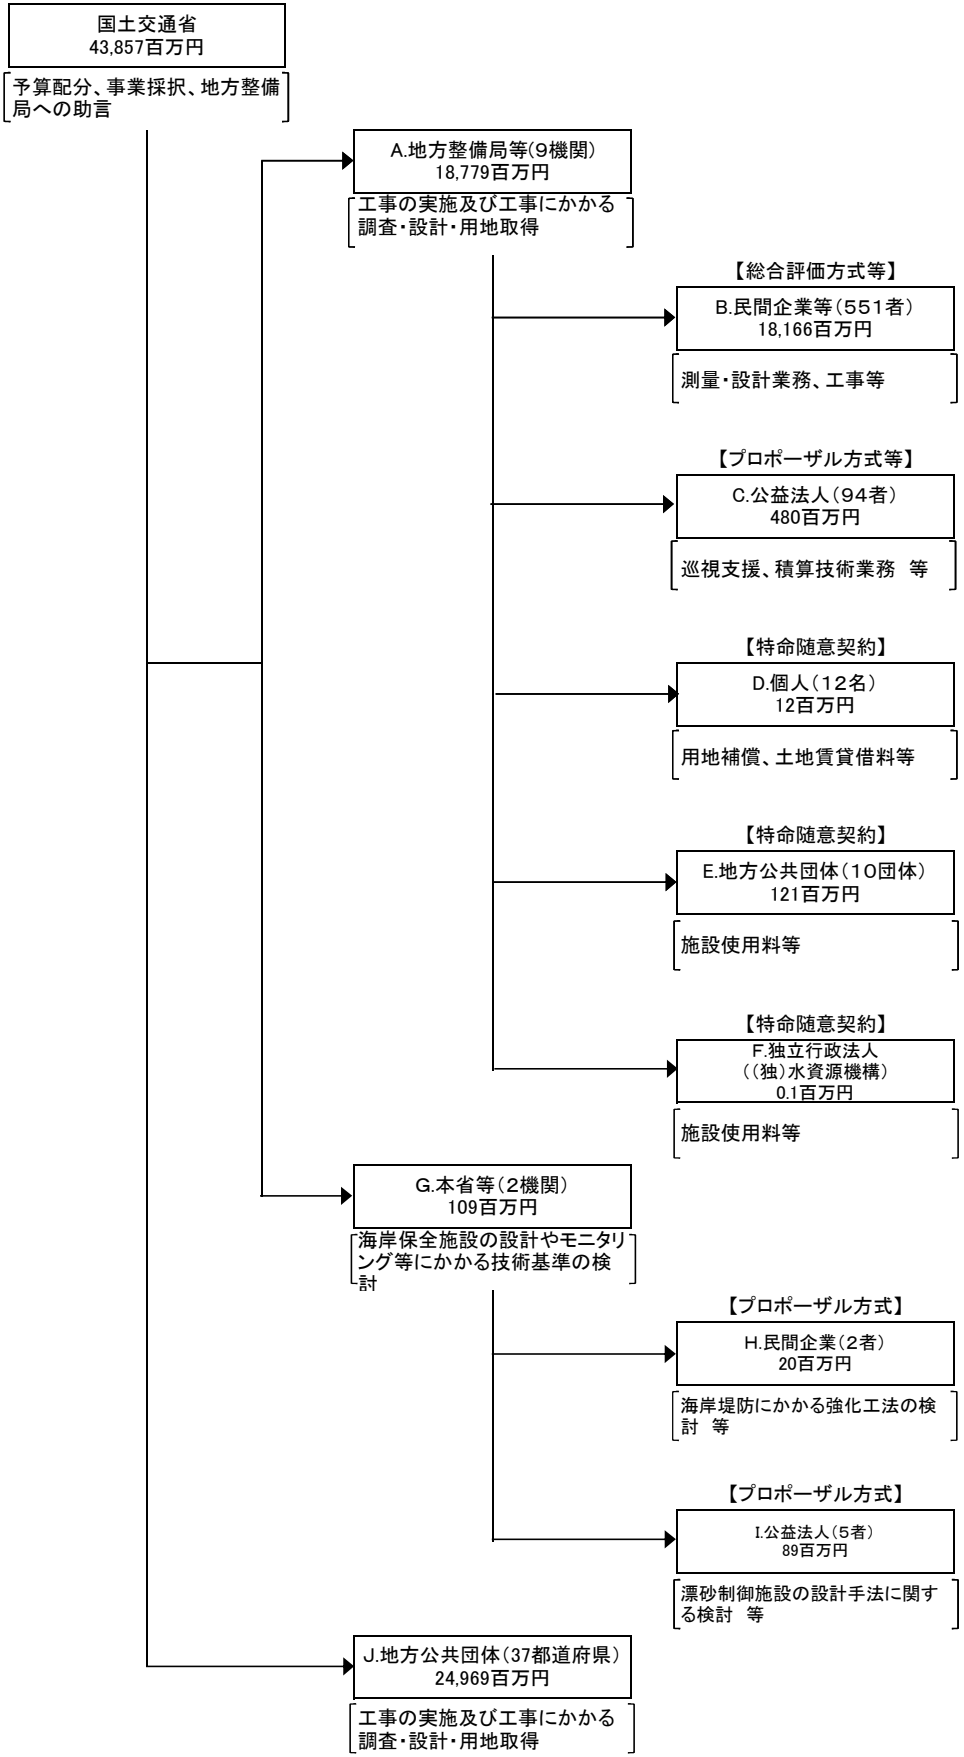 国土交通省
43,857百万円
予算配分、事業採択、地方整備
局への助言
A.地方整備局等(9機関)
18,779百万円
工事の実施及び工事にかかる
調査・設計・用地取得
【総合評価方式等】
B.民間企業等(551者)
18,166百万円
測量・設計業務、工事等
【プロポーザル方式等】
C.公益法人(94者)
480百万円
巡視支援、積算技術業務　等
【特命随意契約】
D.個人(12名)
12百万円
用地補償、土地賃貸借料等
【特命随意契約】
E.地方公共団体(10団体)
121百万円
施設使用料等
【特命随意契約】
F.独立行政法人
((独)水資源機構)
0.1百万円
施設使用料等
G.本省等(2機関)
109百万円
海岸保全施設の設計やモニタリ
ング等にかかる技術基準の検
討
【プロポーザル方式】
H.民間企業(2者)
20百万円
海岸堤防にかかる強化工法の検
討　等
【プロポーザル方式】
I.公益法人(5者)
89百万円
漂砂制御施設の設計手法に関す
る検討　等
J.地方公共団体(37都道府県)
24,969百万円
工事の実施及び工事にかかる
調査・設計・用地取得